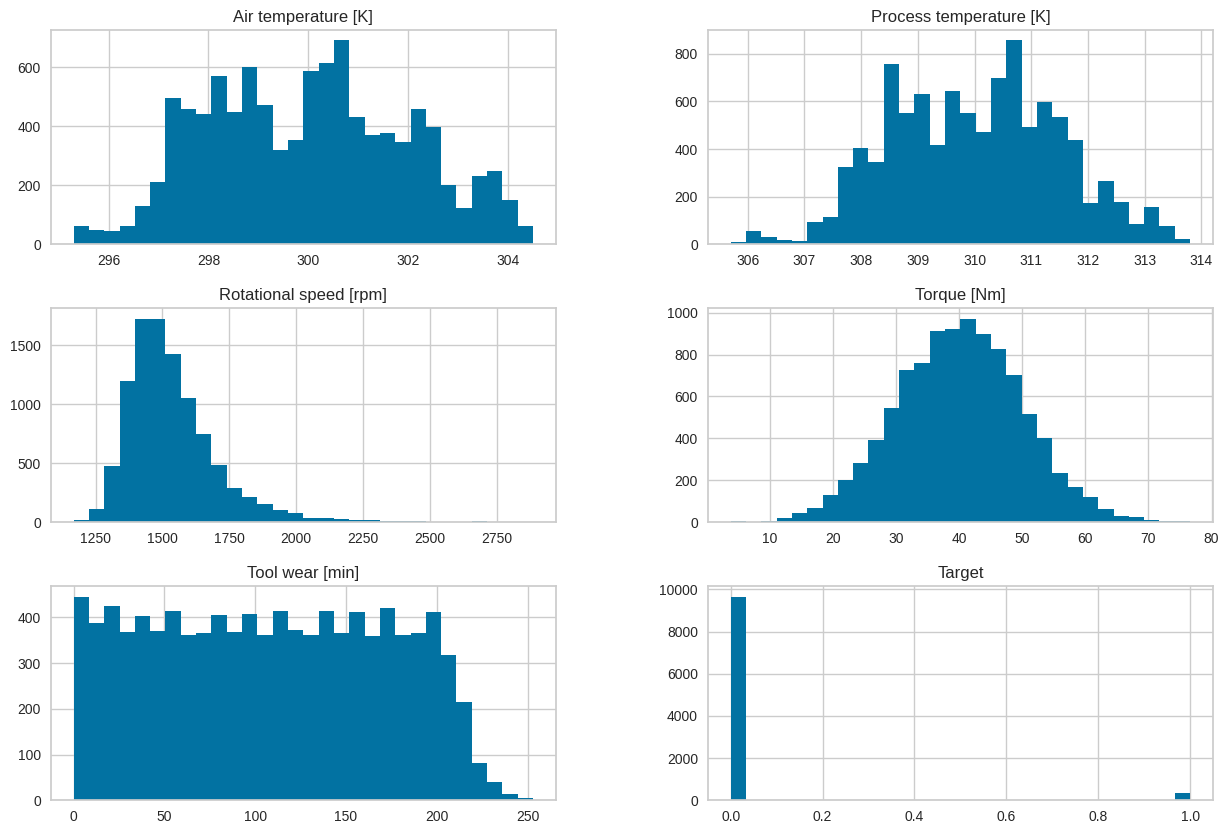 Air temperature [K]
600
400
200
0
296 298 300 302 304
Process temperature [K]
800
600
400
200
0
306 307 308 309 310 311 312 313 314
Rotational speed [rpm]
1500
1000
500
0
1250 1500 1750 2000 2250 2500 2750
Torque [Nm]
1000
800
600
400
200
0
10 20 30 40 50 60 70 80
Tool wear [min]
400
300
200
100
0
0 50 100 150 200 250
Target
10000
8000
6000
4000
2000
0
0.0 0.2 0.4 0.6 0.8 1.0